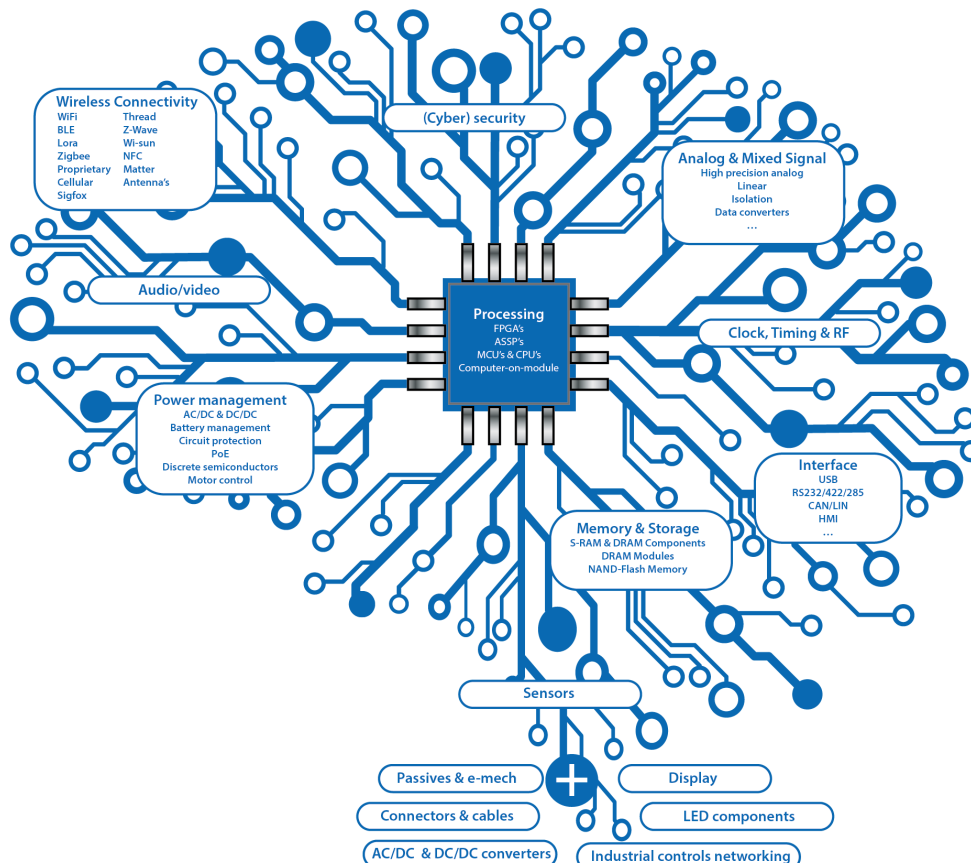 (Cyber) security
Wireless Connectivity
WiFi Thread
BLE Z-Wave
Lora Wi-sun
Zigbee NFC
Proprietary Matter
Cellular Antenna's
Sigfox
Analog & Mixed Signal
High precision analog
Linear
Isolation
Data converters
...
Audio/video
Processing
FPGA's
ASSP's
MCU's & CPU's
Computer-on-module
Clock, Timing & RF
Power management
AC/DC & DC/DC
Battery management
Circuit protection
PoE
Discrete semiconductors
Motor control
Interface
USB
RS232/422/285
CAN/LIN
HMI
...
Memory & Storage
S-RAM & DRAM Components
DRAM Modules
NAND-Flash Memory
Sensors
Passives & e-mech
Display
Connectors & cables
LED components
AC/DC & DC/DC converters
Industrial controls networking